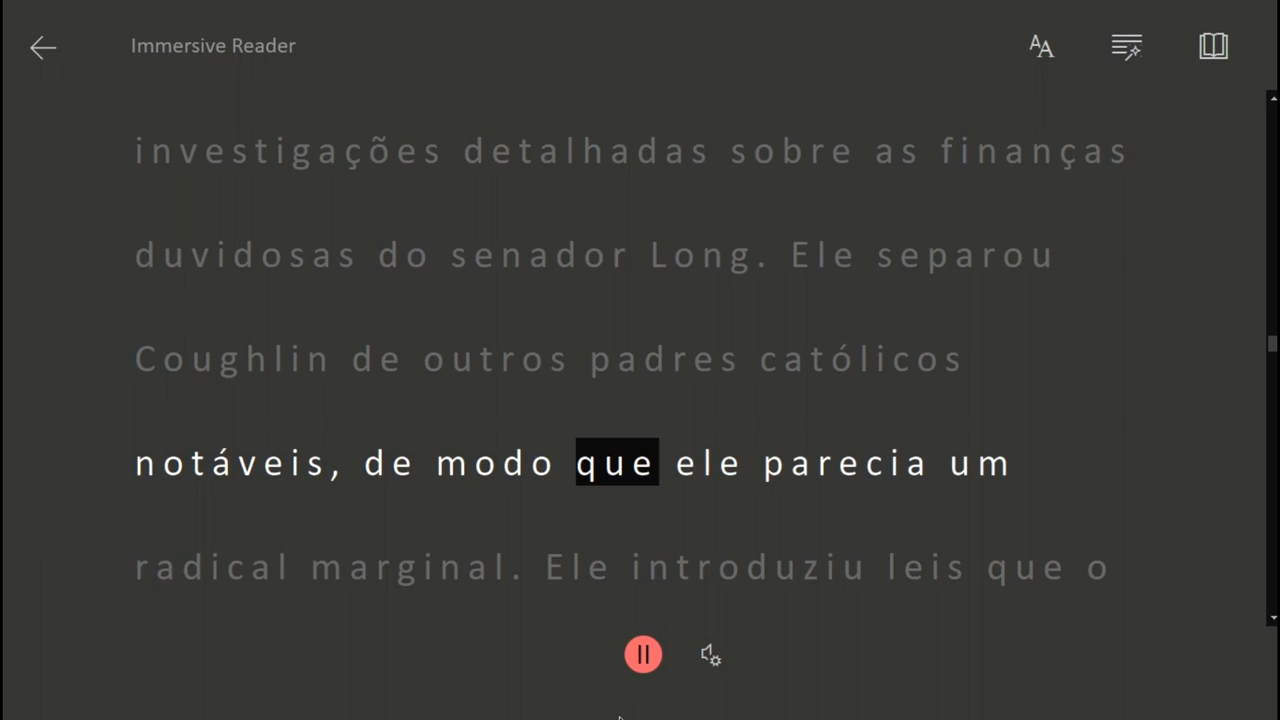 Immersive Reader
investigações detalhadas sobre as finanças
duvidosas do senador Long. Ele separou
Coughlin de outros padres católicos
notáveis, de modo que ele parecia um
radical marginal. Ele introduziu leis que o